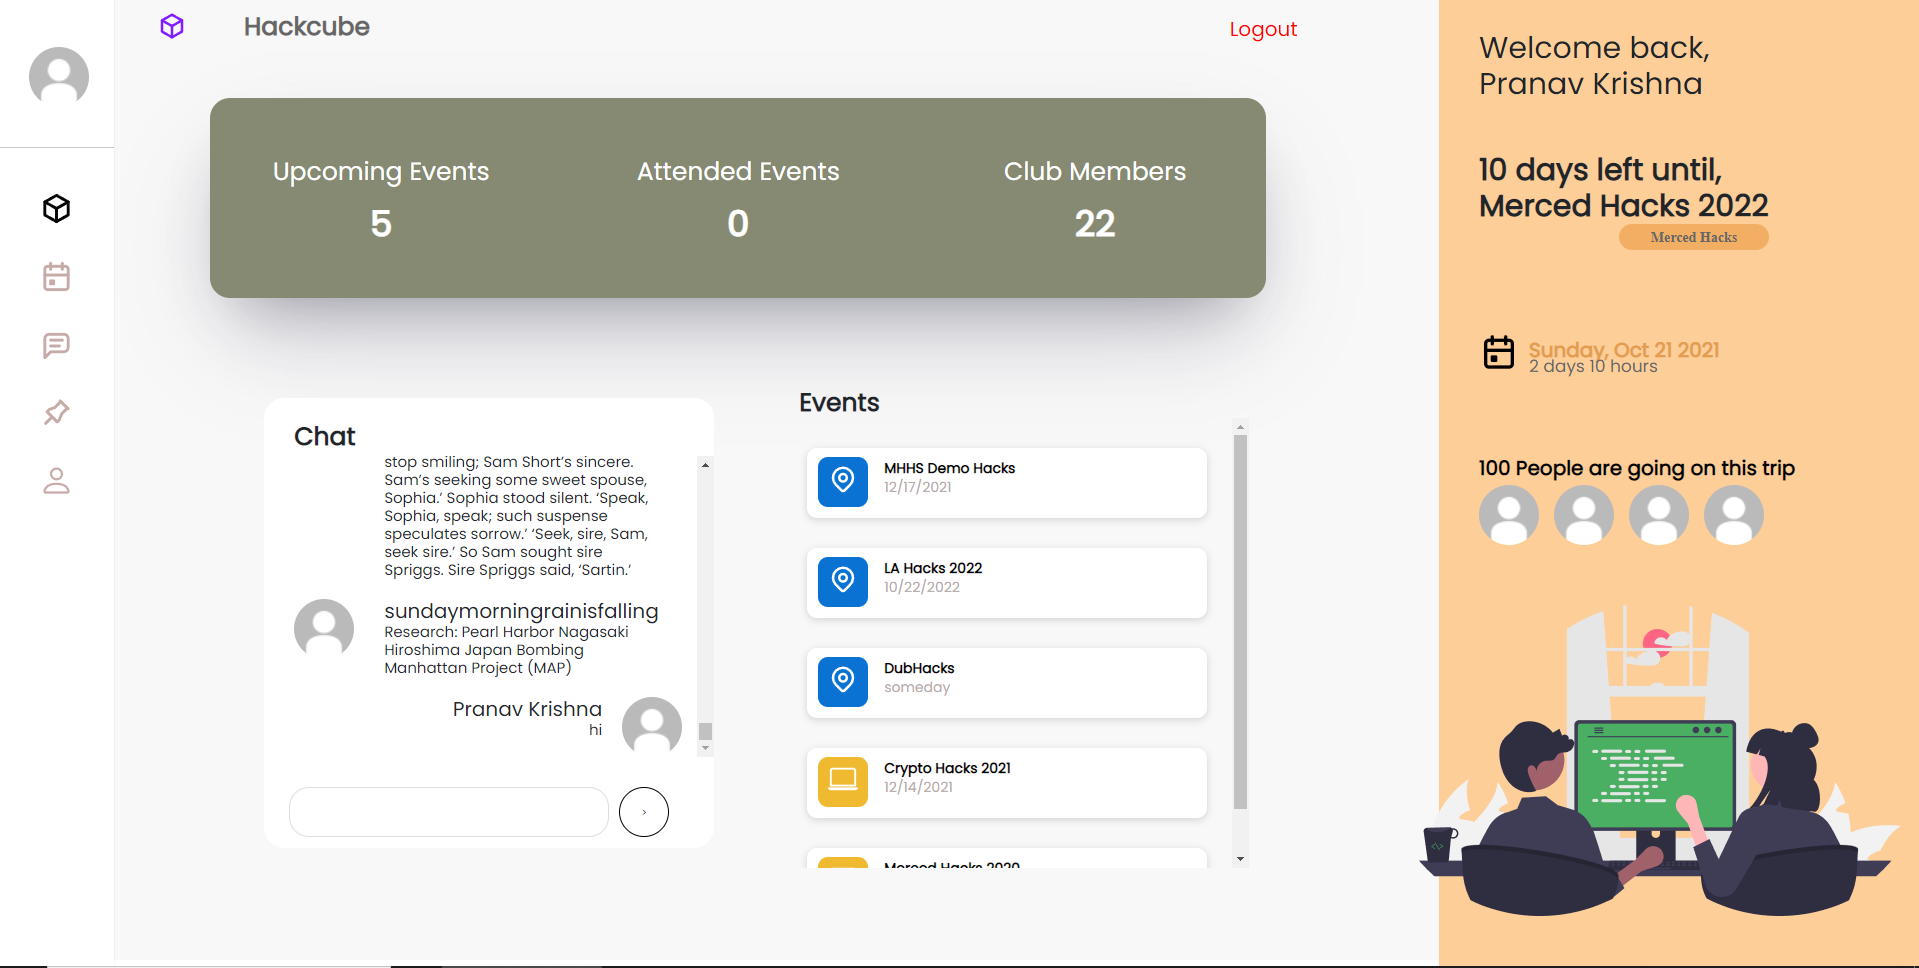 Hackcube
Logout
Upcoming Events
5
Attended Events
0
Club Members
22
Chat
stop smiling; Sam Short’s sincere.
Sam’s seeking some sweet spouse,
Sophia.’ Sophia stood silent. ‘Speak,
Sophia, speak; such suspense
speculates sorrow.’ ‘Seek, sire, Sam,
seek sire.’ So Sam sought sire
Spriggs. Sire Spriggs said, ‘Sartin.’
sundaymorningrainisfalling
Research: Pearl Harbor Nagasaki
Hiroshima Japan Bombing
Manhattan Project (MAP)
Pranav Krishna
hi
›
Events
MHHS Demo Hacks
12/17/2021
LA Hacks 2022
10/22/2022
DubHacks
someday
Crypto Hacks 2021
12/14/2021
Merced Hacks 2020
Welcome back,
Pranav Krishna
10 days left until,
Merced Hacks 2022
Merced Hacks
Sunday, Oct 21 2021
2 days 10 hours
100 People are going on this trip